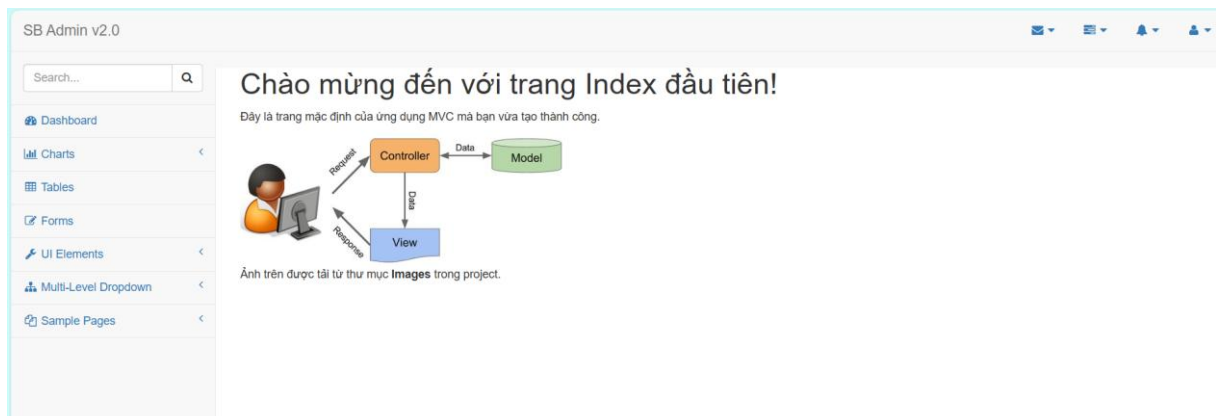 SB Admin v2.0
Search...
Dashboard
Charts
Tables
Forms
UI Elements
Multi-Level Dropdown
Sample Pages
Chào mừng đến với trang Index đầu tiên!
Đây là trang mặc định của ứng dụng MVC mà bạn vừa tạo thành công.
Request
Controller
Data
Model
Data
Response
View
Ảnh trên được tải từ thư mục Images trong project.